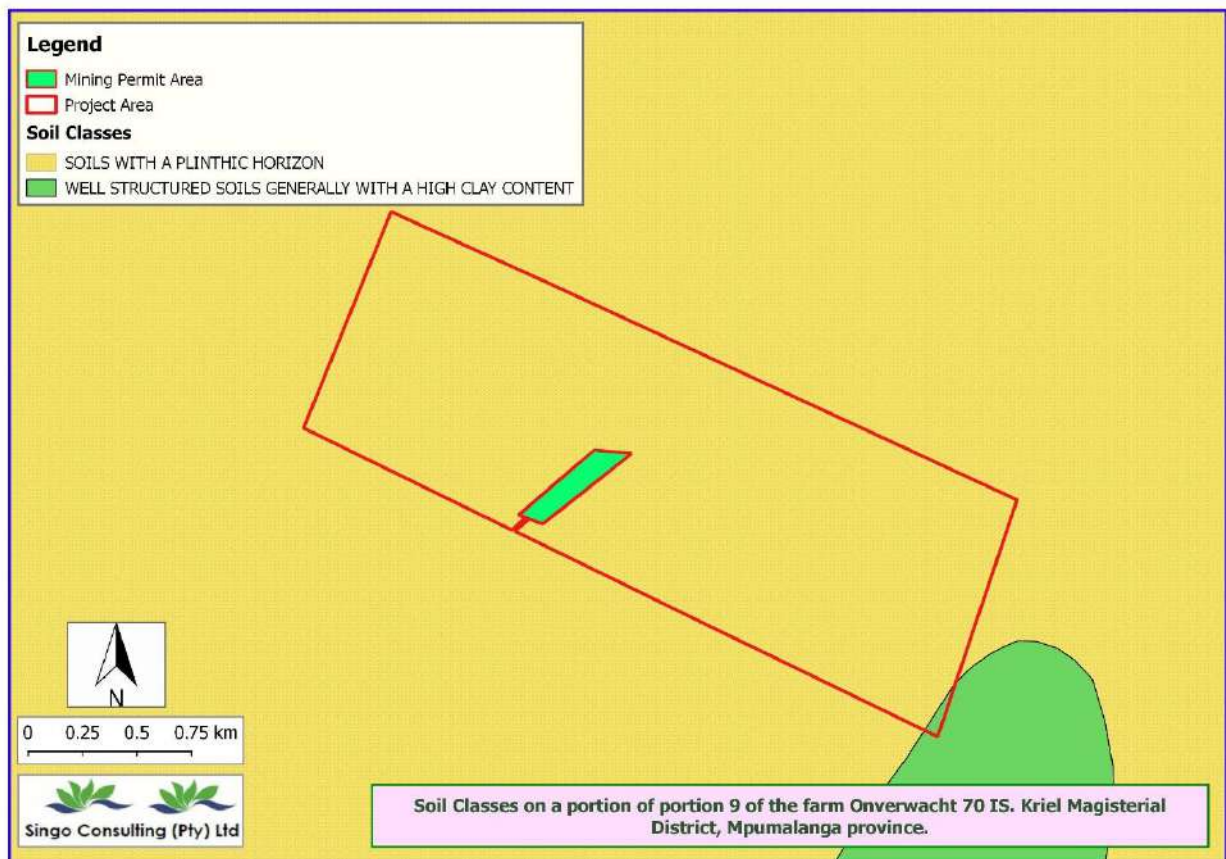 Legend
Mining Permit Area
Project Area
Soil Classes
SOILS WITH A PLINTHIC HORIZON
WELL STRUCTURED SOILS GENERALLY WITH A HIGH CLAY CONTENT
N
0 0.25 0.5 0.75 km
Singo Consulting (Pty) Ltd
Soil Classes on a portion of portion 9 of the farm Onverwacht 70 IS. Kriel Magisterial
District, Mpumalanga province.